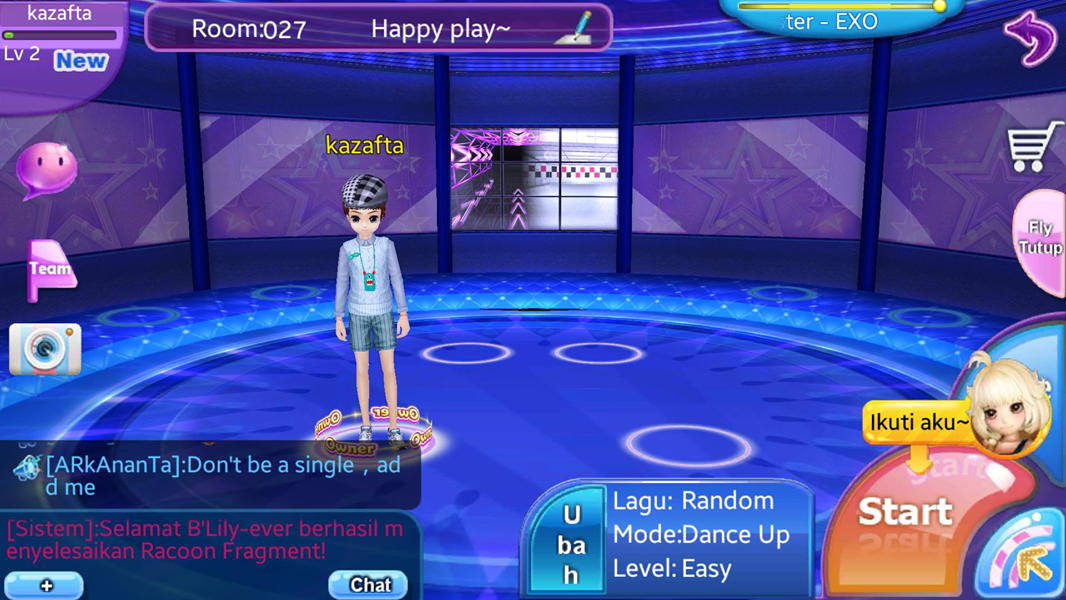 kazafta
Lv 2
New
Room:027
Happy play~
ter - EXO
kazafta
Fly
Tutup
Team
Owner
Owner
Ikuti aku~
[ARkAnanTa]:Don't be a single , ad
d me
[Sistem]:Selamat B'Lily-ever berhasil m
enyelesaikan Racoon Fragment!
+
Chat
U
ba
h
Lagu: Random
Mode:Dance Up
Level: Easy
Start